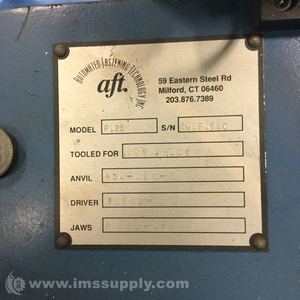 AUTOMATED FASTENING TECHNOLOGY INC.
aft.
59 Eastern Steel Rd
Milford, CT 06460
203.876.7389
MODEL S/N
TOOLED FOR
ANVIL
DRIVER
JAWS
© www.imssupply.com